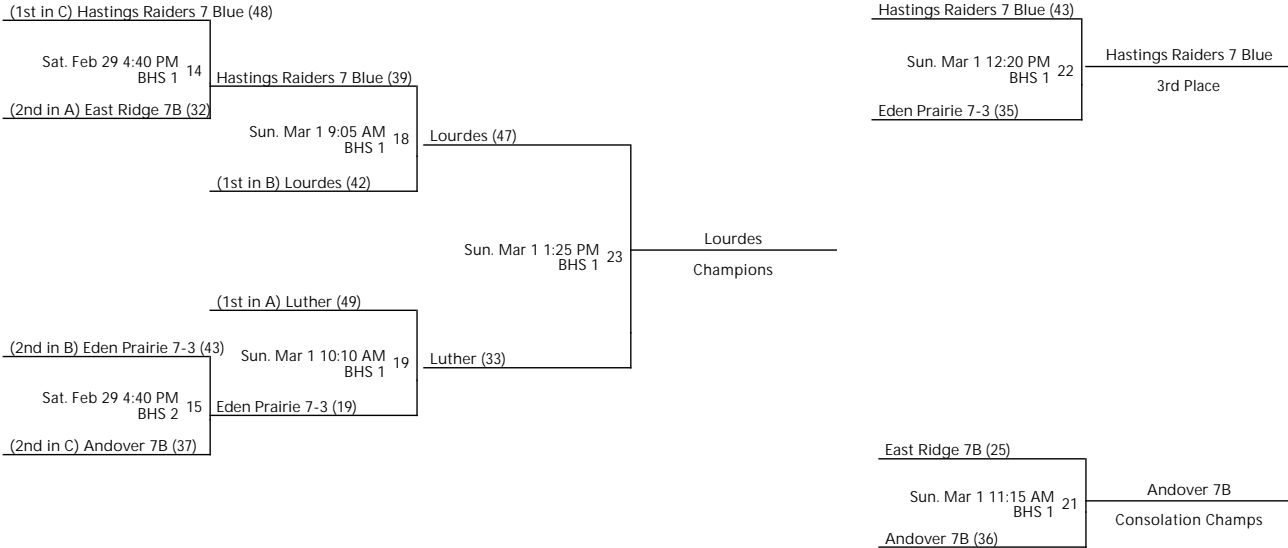 (1st in C) Hastings Raiders 7 Blue (48)
Sat. Feb 29 4:40 PM
BHS 1
14
(2nd in A) East Ridge 7B (32)
Hastings Raiders 7 Blue (39)
Sun. Mar 1 9:05 AM
BHS 1
18
(1st in B) Lourdes (42)
Lourdes (47)
Sun. Mar 1 1:25 PM
BHS 1
23
Lourdes
Champions
(1st in A) Luther (49)
(2nd in B) Eden Prairie 7-3 (43)
Sun. Mar 1 10:10 AM
BHS 1
19
Luther (33)
Sat. Feb 29 4:40 PM
BHS 2
15
Eden Prairie 7-3 (19)
(2nd in C) Andover 7B (37)
Hastings Raiders 7 Blue (43)
Sun. Mar 1 12:20 PM
BHS 1
22
Hastings Raiders 7 Blue
3rd Place
Eden Prairie 7-3 (35)
East Ridge 7B (25)
Sun. Mar 1 11:15 AM
BHS 1
21
Andover 7B
Consolation Champs
Andover 7B (36)